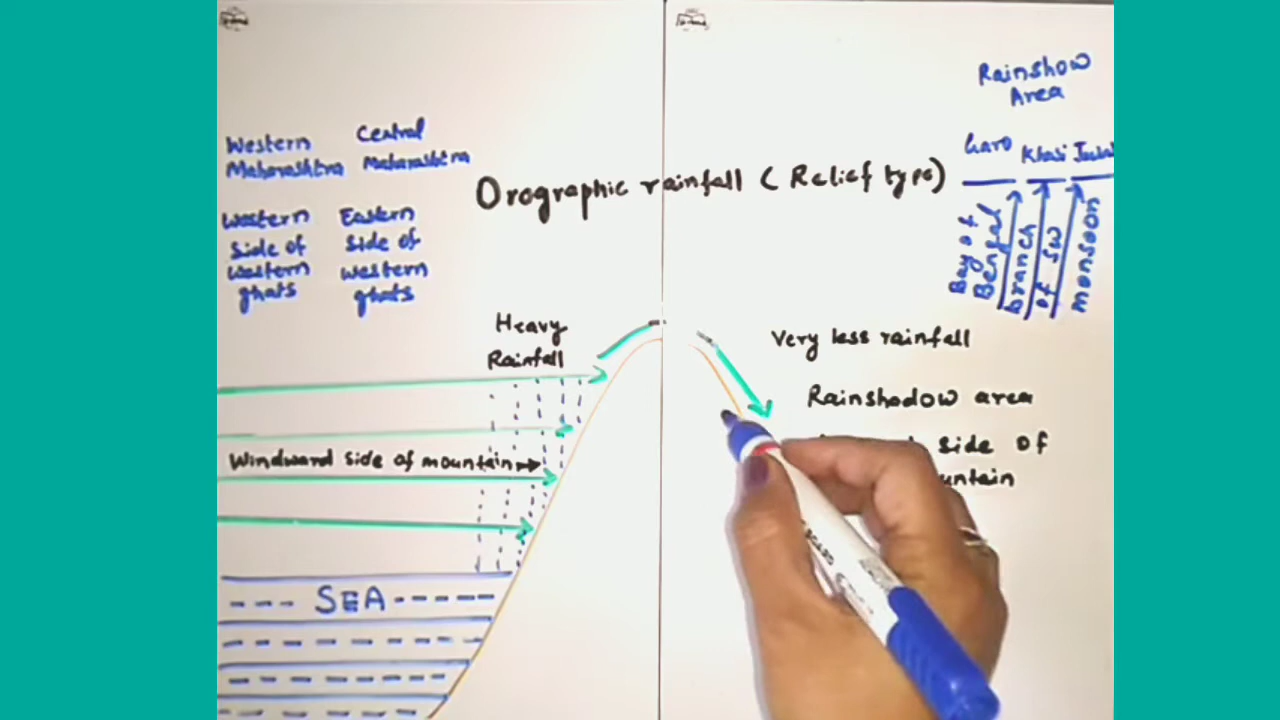 Western Central
Maharashtra Maharashtra
Western Eastern
side of side of
western western
ghats ghats
Orographic rainfall ( Relief type)
Rainshow
Area
Garo Khasi
Bay of
Bengal
branch
of SW
monsoon
Heavy
Rainfall
Very less rainfall
Rainshadow area
side of
Windward side of mountain
SEA